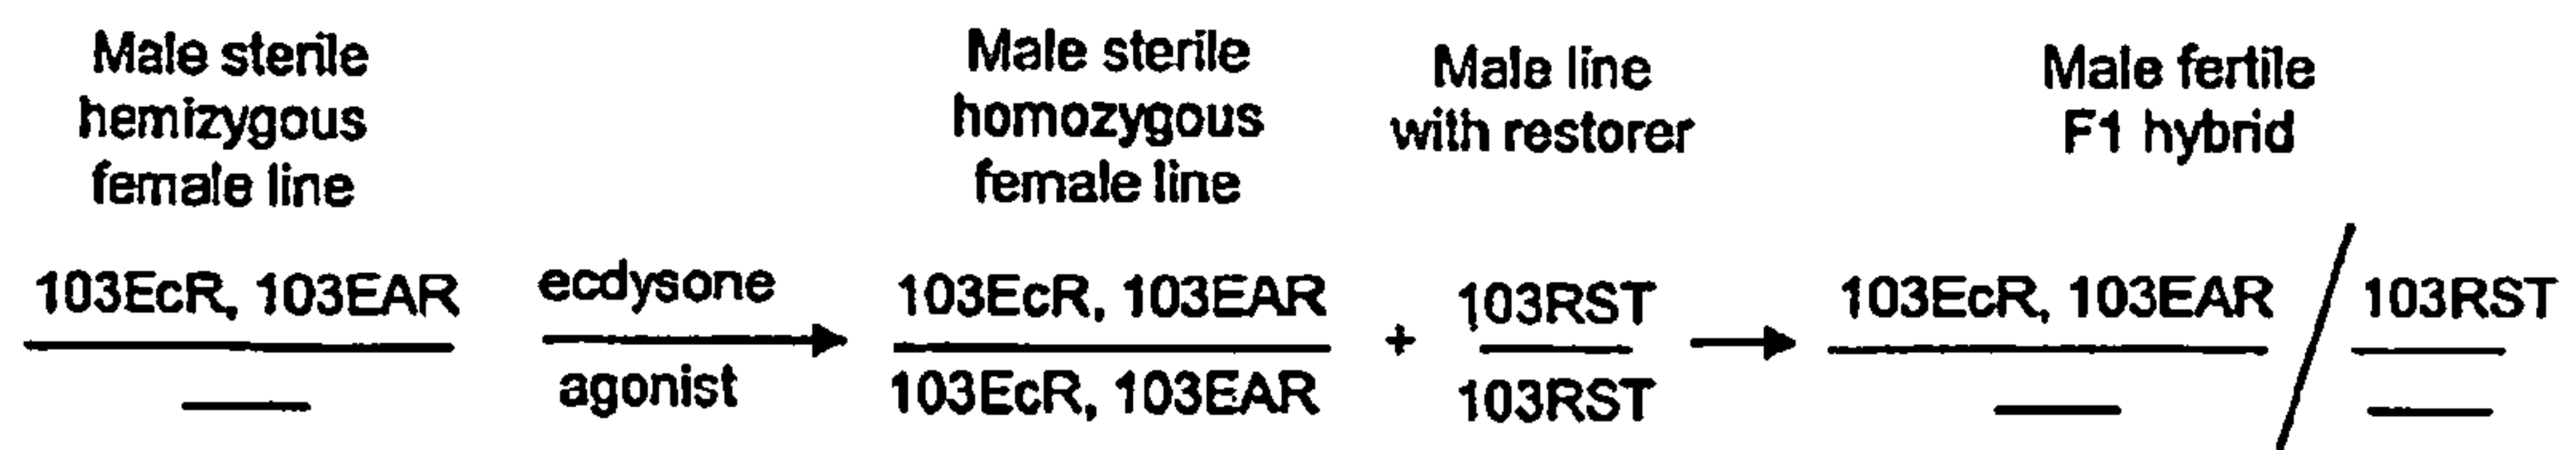 Male sterile
hemizygous
female line
Male sterile
homozygous
female line
Male line
with restorer
Male fertile
F1 hybrid
103EcR, 103EAR
ecdysone
agonist
103EcR, 103EAR
103EcR, 103EAR
+
103RST
103RST
103EcR, 103EAR
/
103RST